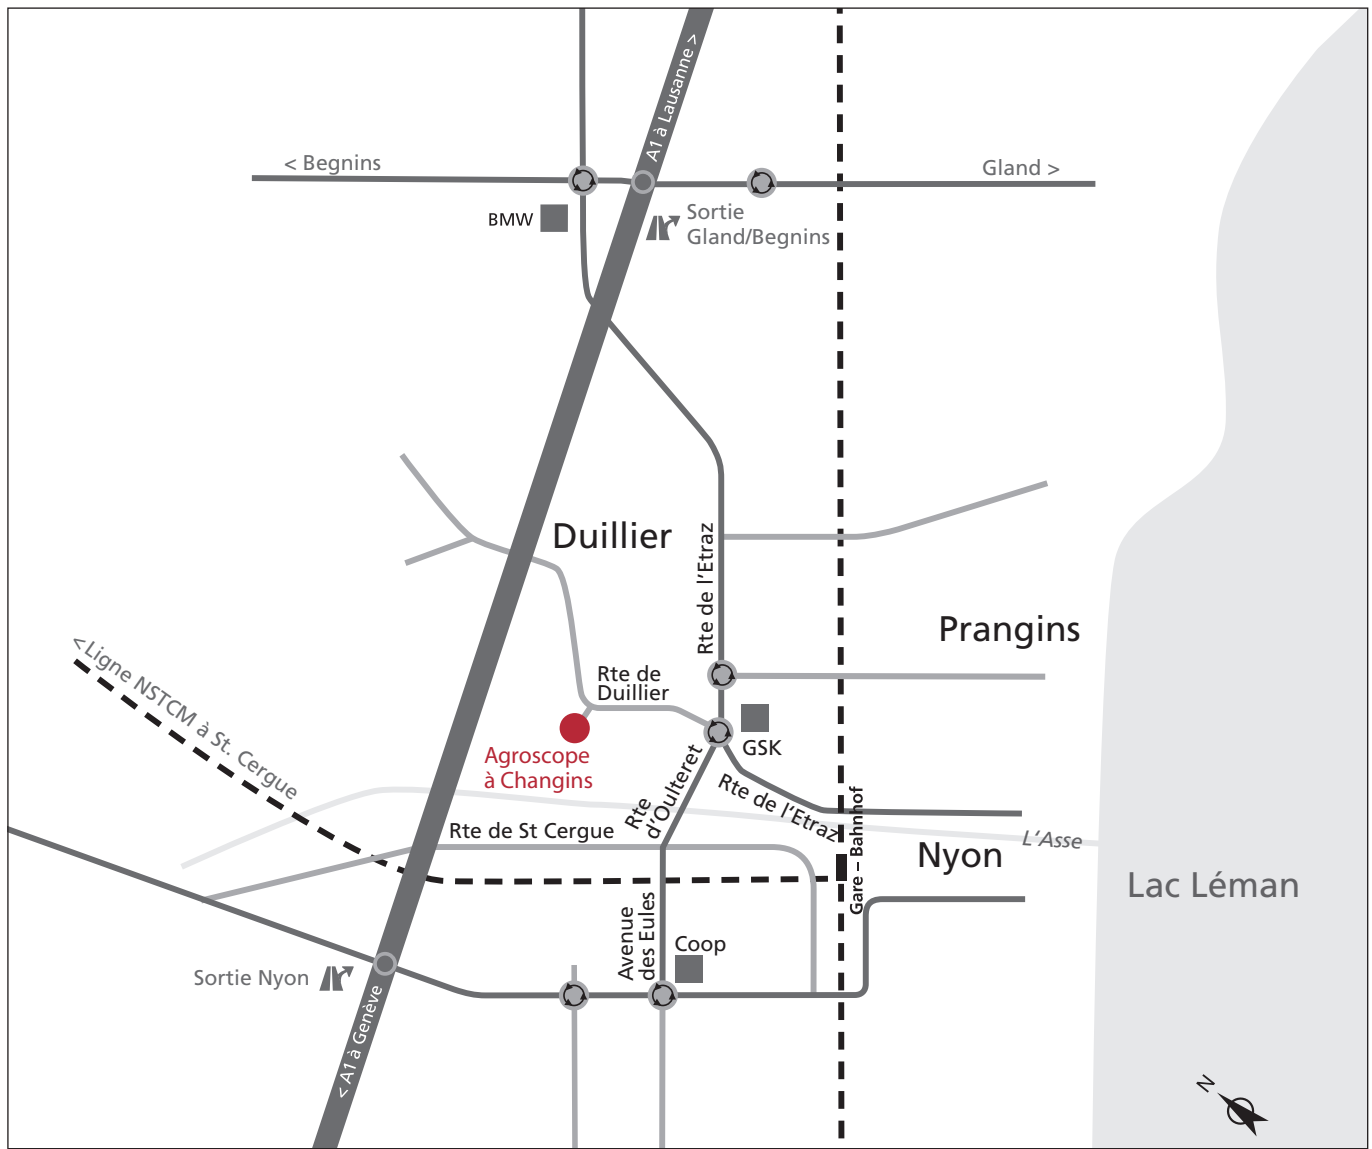 A1 à Lausanne >
< Begnins
Gland >
BMW
Sortie
Gland/Begnins
Duillier
Rte de l'Etraz
Prangins
< Ligne NSTCM à St. Cergue
Rte de
Duillier
GSK
Agroscope
à Changins
Rte
d'Oulteret
Rte de l'Etraz
Gare – Bahnhof
Rte de St Cergue
L'Asse
Nyon
Lac Léman
Avenue
des Eules
Coop
Sortie Nyon
< A1 à Genève
N